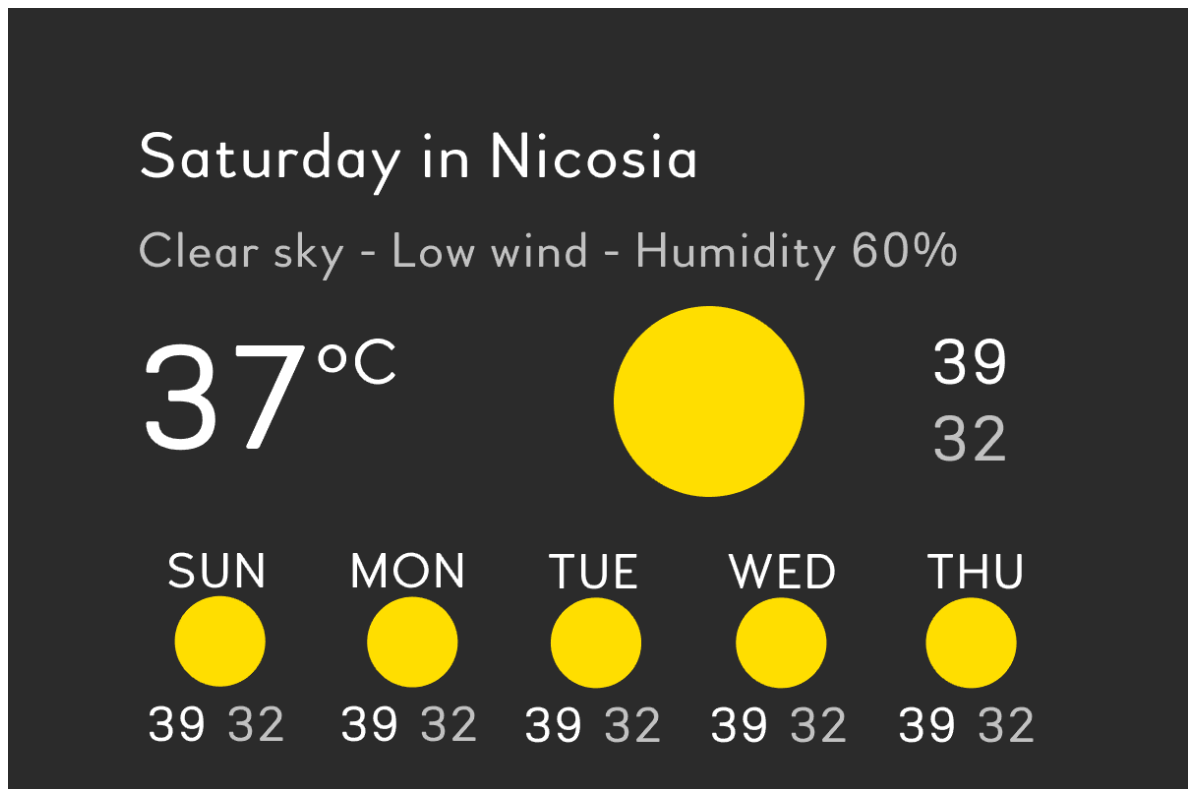 Saturday in Nicosia
Clear sky - Low wind - Humidity 60%
37°C
39
32
SUN MON TUE WED THU
39 32 39 32 39 32 39 32 39 32